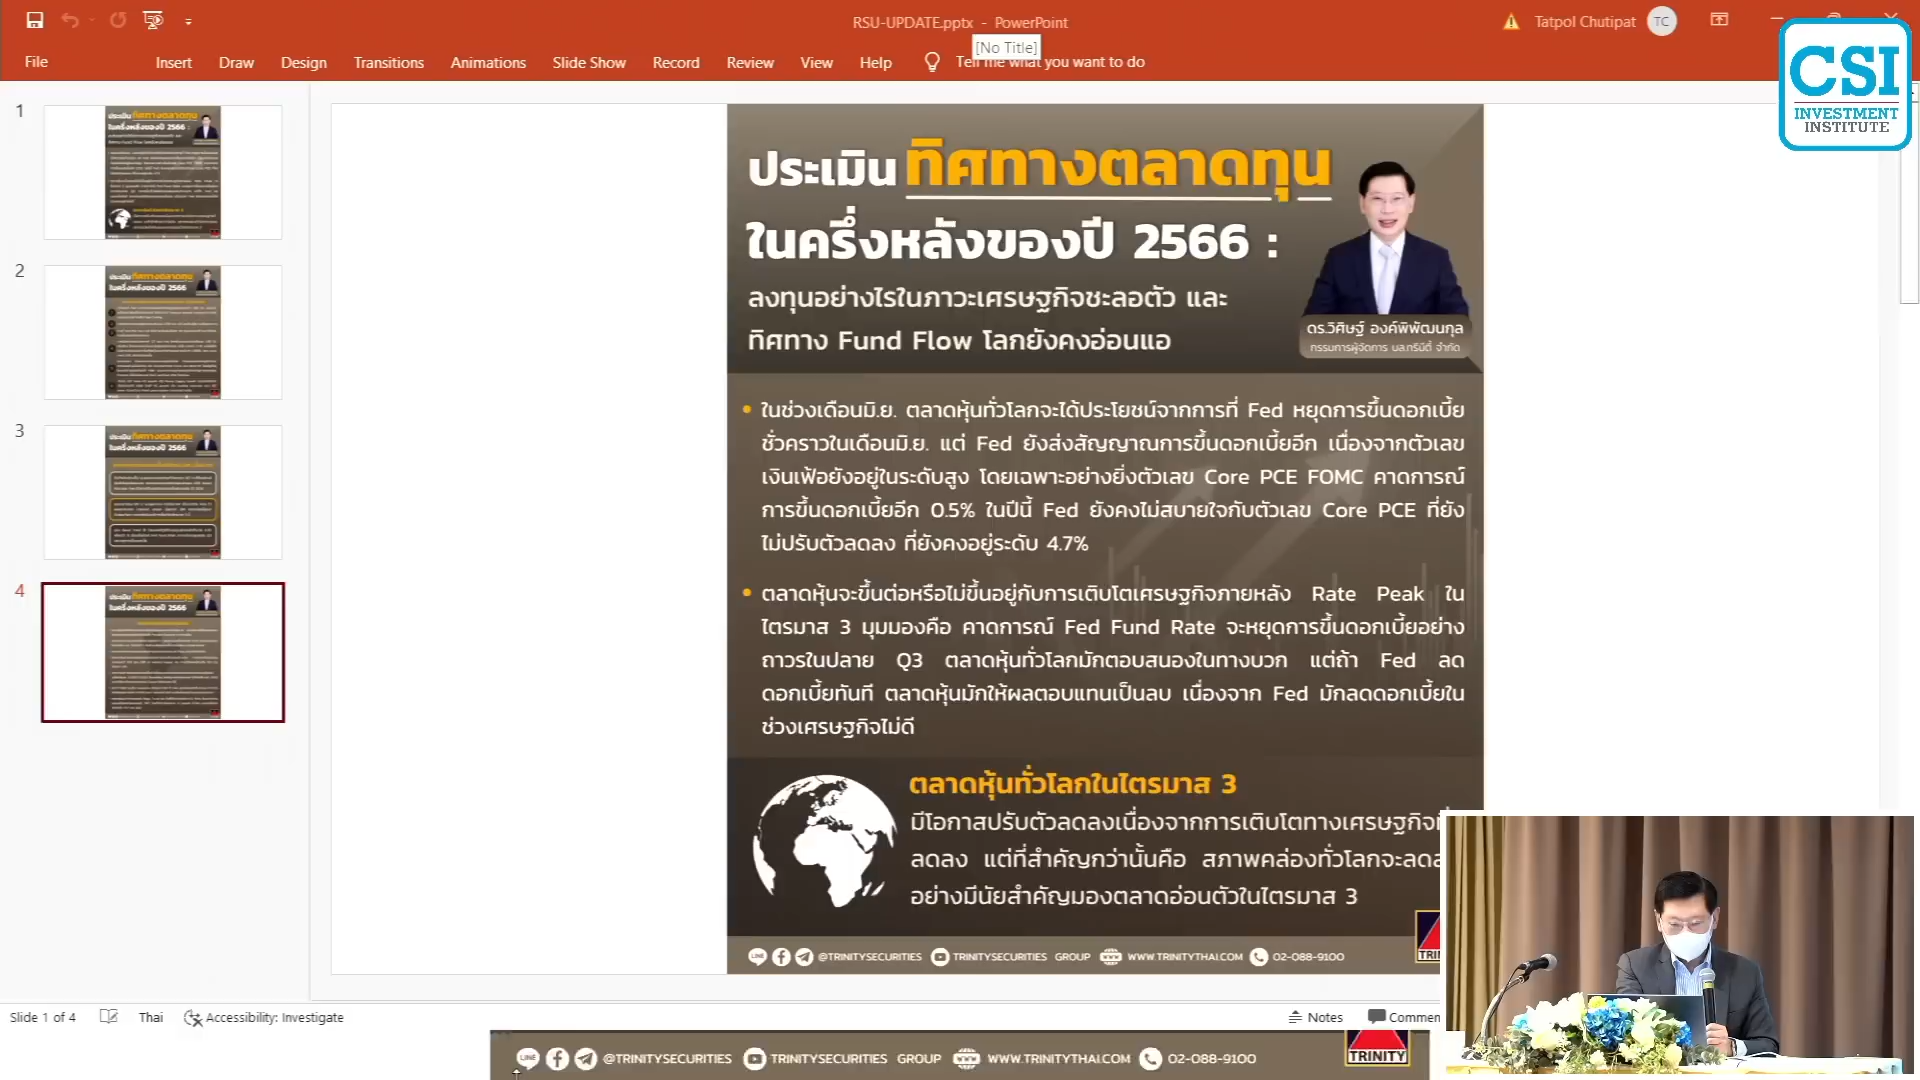 RSU-UPDATE.pptx - PowerPoint
Tatpol Chutipat
TC
[No Title]
File
Insert
Draw
Design
Transitions
Animations
Slide Show
Record
Review
View
Help
Tell me what you want to do
CSI
INVESTMENT
INSTITUTE
1
2
3
4
ประเมินทิศทางตลาดทุน
ในครึ่งหลังของปี 2566 :
ลงทุนอย่างไรในภาวะเศรษฐกิจชะลอตัว และ
ทิศทาง Fund Flow โลกยังคงอ่อนแอ
ดร.วิศิษฐ์ องค์พิพัฒนกุล
กรรมการผู้จัดการ บล.ทรีนีตี้ จำกัด
• ในช่วงเดือนมิ.ย. ตลาดหุ้นทั่วโลกจะได้ประโยชน์จากการที่ Fed หยุดการขึ้นดอกเบี้ย
ชั่วคราวในเดือนมิ.ย. แต่ Fed ยังส่งสัญญาณการขึ้นดอกเบี้ยอีก เนื่องจากตัวเลข
เงินเฟ้อยังอยู่ในระดับสูง โดยเฉพาะอย่างยิ่งตัวเลข Core PCE FOMC คาดการณ์
การขึ้นดอกเบี้ยอีก 0.5% ในปีนี้ Fed ยังคงไม่สบายใจกับตัวเลข Core PCE ที่ยัง
ไม่ปรับตัวลดลง ที่ยังคงอยู่ระดับ 4.7%
• ตลาดหุ้นจะขึ้นต่อหรือไม่ขึ้นอยู่กับการเติบโตเศรษฐกิจภายหลัง Rate Peak ใน
ไตรมาส 3 มุมมองคือ คาดการณ์ Fed Fund Rate จะหยุดการขึ้นดอกเบี้ยอย่าง
ถาวรในปลาย Q3 ตลาดหุ้นทั่วโลกมักตอบสนองในทางบวก แต่ถ้า Fed ลด
ดอกเบี้ยทันที ตลาดหุ้นมักให้ผลตอบแทนเป็นลบ เนื่องจาก Fed มักลดดอกเบี้ยใน
ช่วงเศรษฐกิจไม่ดี
ตลาดหุ้นทั่วโลกในไตรมาส 3
มีโอกาสปรับตัวลดลงเนื่องจากการเติบโตทางเศรษฐกิจ
ลดลง แต่ที่สำคัญกว่านั้นคือ สภาพคล่องทั่วโลกจะ
อย่างมีนัยสำคัญมองตลาดอ่อนตัวในไตรมาส 3
@TRINITYSECURITIES TRINITYSECURITIES GROUP WWW.TRINITYTHAI.COM 02-088-9100
Slide 1 of 4
Thai
Accessibility: Investigate
Notes
Commen
LINE @TRINITYSECURITIES TRINITYSECURITIES GROUP WWW.TRINITYTHAI.COM 02-088-9100
TRINITY